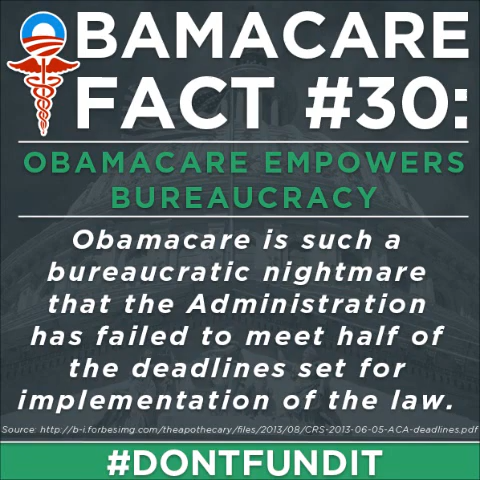 OBAMACARE
FACT #30:
OBAMACARE EMPOWERS
BUREAUCRACY
Obamacare is such a
bureaucratic nightmare
that the Administration
has failed to meet half of
the deadlines set for
implementation of the law.
Source: http://b-i.forbesimg.com/theapothecary/files/2013/08/CRS-2013-06-05-ACA-deadlines.pdf
#DONTFUNDIT